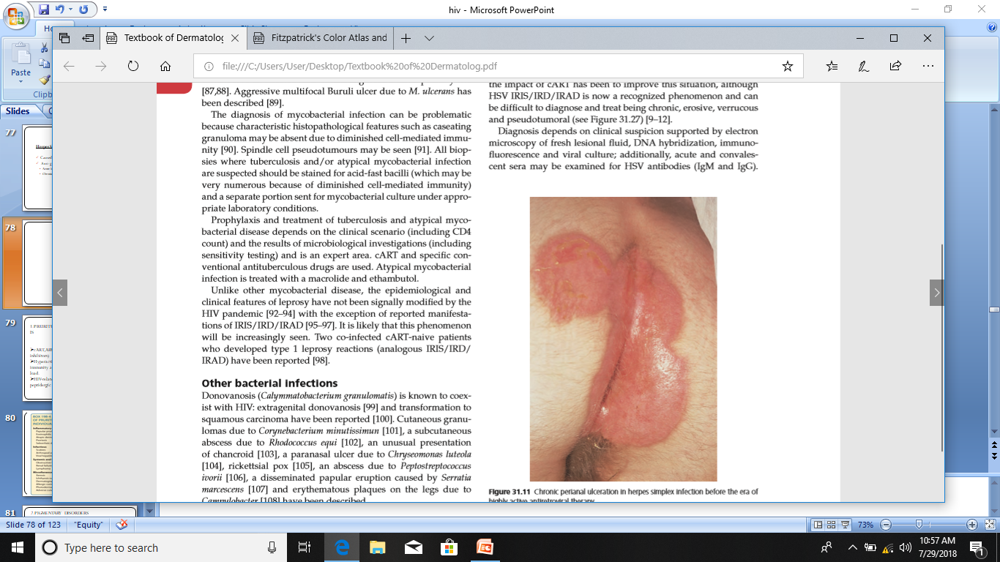 hiv - Microsoft PowerPoint
Textbook of Dermatolog
Fitzpatrick's Color Atlas and
file:///C:/Users/User/Desktop/Textbook%20of%20Dermatolog.pdf
Paste
Clipb
Slides
77
78
79
80
81
1.PRURIT
IS
7.PIGMENTARY DISORDERS
[87,88]. Aggressive multifocal Buruli ulcer due to M. ulcerans has
been described [89].
The diagnosis of mycobacterial infection can be problematic
because characteristic histopathological features such as caseating
granuloma may be absent due to diminished cell-mediated immu-
nity [90]. Spindle cell pseudotumours may be seen [91]. All biop-
sies where tuberculosis and/or atypical mycobacterial infection
are suspected should be stained for acid-fast bacilli (which may be
very numerous because of diminished cell-mediated immunity)
and a separate portion sent for mycobacterial culture under appro-
priate laboratory conditions.
Prophylaxis and treatment of tuberculosis and atypical myco-
bacterial disease depends on the clinical scenario (including CD4
count) and the results of microbiological investigations (including
sensitivity testing) and is an expert area. cART and specific con-
ventional antituberculous drugs are used. Atypical mycobacterial
infection is treated with a macrolide and ethambutol.
Unlike other mycobacterial disease, the epidemiological and
clinical features of leprosy have not been signally modified by the
HIV pandemic [92–94] with the exception of reported manifesta-
tions of IRIS/IRD/IRAD [95–97]. It is likely that this phenomenon
will be increasingly seen. Two co-infected cART-naive patients
who developed type 1 leprosy reactions (analogous IRIS/IRD/
IRAD) have been reported [98].
Other bacterial infections
Donovanosis (Calymmatobacterium granulomatis) is known to coex-
ist with HIV: extragenital donovanosis [99] and transformation to
squamous carcinoma have been reported [100]. Cutaneous granu-
lomas due to Corynebacterium minutissimun [101], a subcutaneous
abscess due to Rhodococcus equi [102], an unusual presentation
of chancroid [103], a paranasal ulcer due to Chryseomonas luteola
[104], rickettsial pox [105], an abscess due to Peptostreptococcus
ivorii [106], a disseminated papular eruption caused by Serratia
marcescens [107] and erythematous plaques on the legs due to
Campylobacter [108] have been described.
the impact of cART has been to improve this situation, although
HSV IRIS/IRD/IRAD is now a recognized phenomenon and can
be difficult to diagnose and treat being chronic, erosive, verrucous
and pseudotumoral (see Figure 31.27) [9–12].
Diagnosis depends on clinical suspicion supported by electron
microscopy of fresh lesional fluid, DNA hybridization, immuno-
fluorescence and viral culture; additionally, acute and convales-
cent sera may be examined for HSV antibodies (IgM and IgG).
Figure 31.11 Chronic perianal ulceration in herpes simplex infection before the era of
highly active antiretroviral therapy.
Slide 78 of 123
"Equity"
73%
Type here to search
10:57 AM
7/29/2018
1